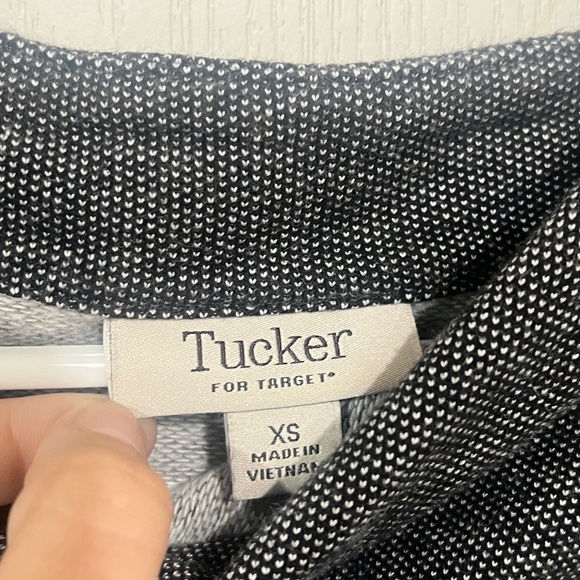 Tucker
FOR TARGET®
XS
MADE IN
VIETNAM